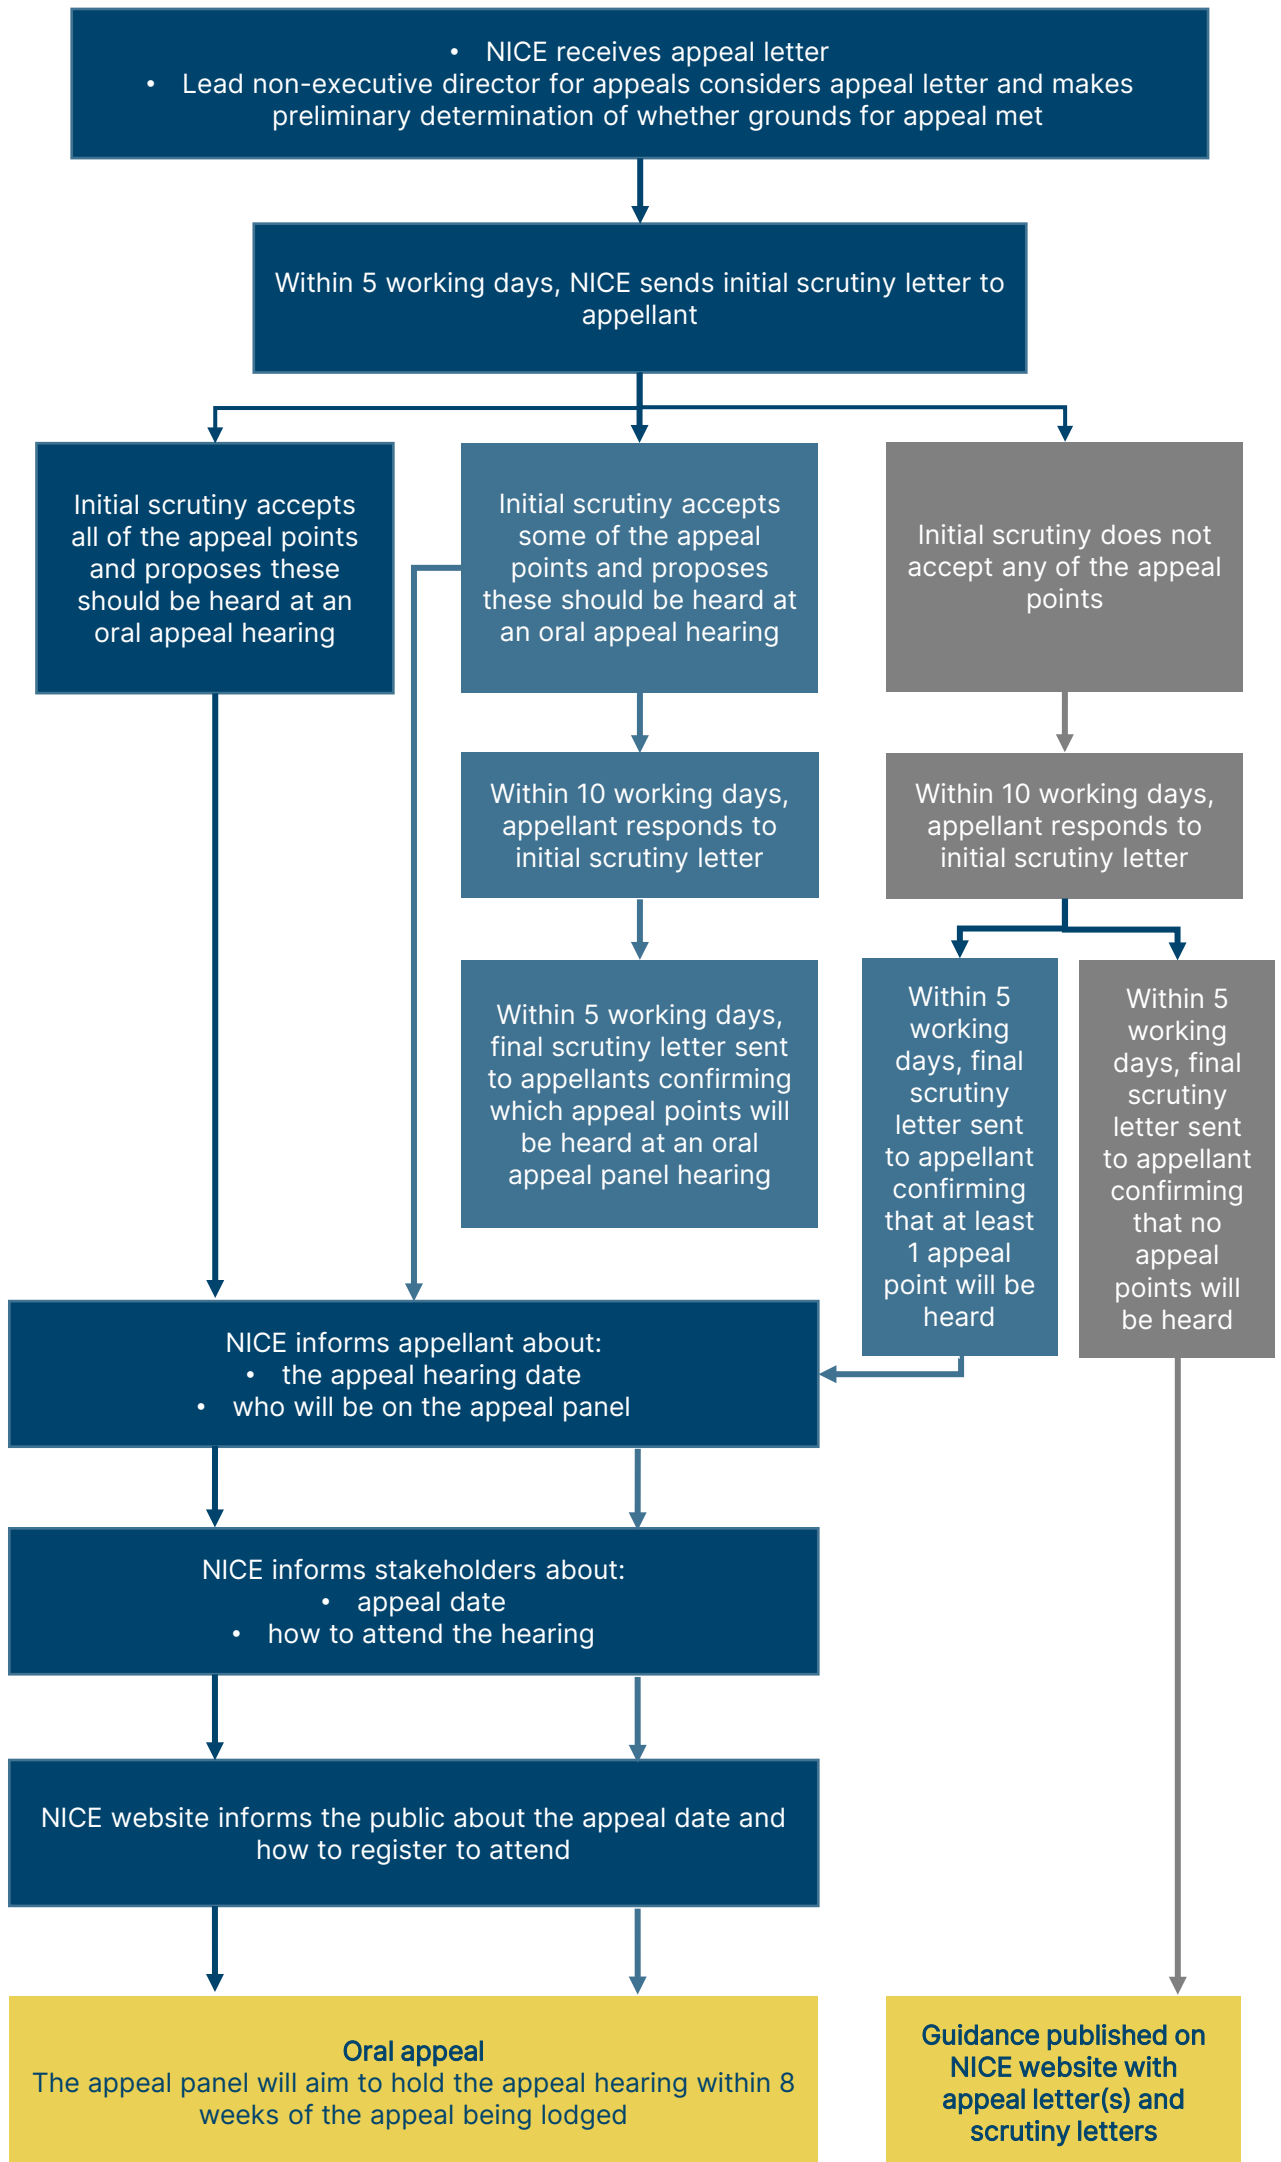 • NICE receives appeal letter
• Lead non-executive director for appeals considers appeal letter and makes
preliminary determination of whether grounds for appeal met
Within 5 working days, NICE sends initial scrutiny letter to
appellant
Initial scrutiny accepts
all of the appeal points
and proposes these
should be heard at an
oral appeal hearing
Initial scrutiny accepts
some of the appeal
points and proposes
these should be heard at
an oral appeal hearing
Initial scrutiny does not
accept any of the appeal
points
Within 10 working days,
appellant responds to
initial scrutiny letter
Within 10 working days,
appellant responds to
initial scrutiny letter
Within 5 working days,
final scrutiny letter sent
to appellants confirming
which appeal points will
be heard at an oral
appeal panel hearing
Within 5
working
days, final
scrutiny
letter sent
to appellant
confirming
that at least
1 appeal
point will be
heard
Within 5
working
days, final
scrutiny
letter sent
to appellant
confirming
that no
appeal
points will
be heard
NICE informs appellant about:
• the appeal hearing date
• who will be on the appeal panel
NICE informs stakeholders about:
• appeal date
• how to attend the hearing
NICE website informs the public about the appeal date and
how to register to attend
Oral appeal
The appeal panel will aim to hold the appeal hearing within 8
weeks of the appeal being lodged
Guidance published on
NICE website with
appeal letter(s) and
scrutiny letters